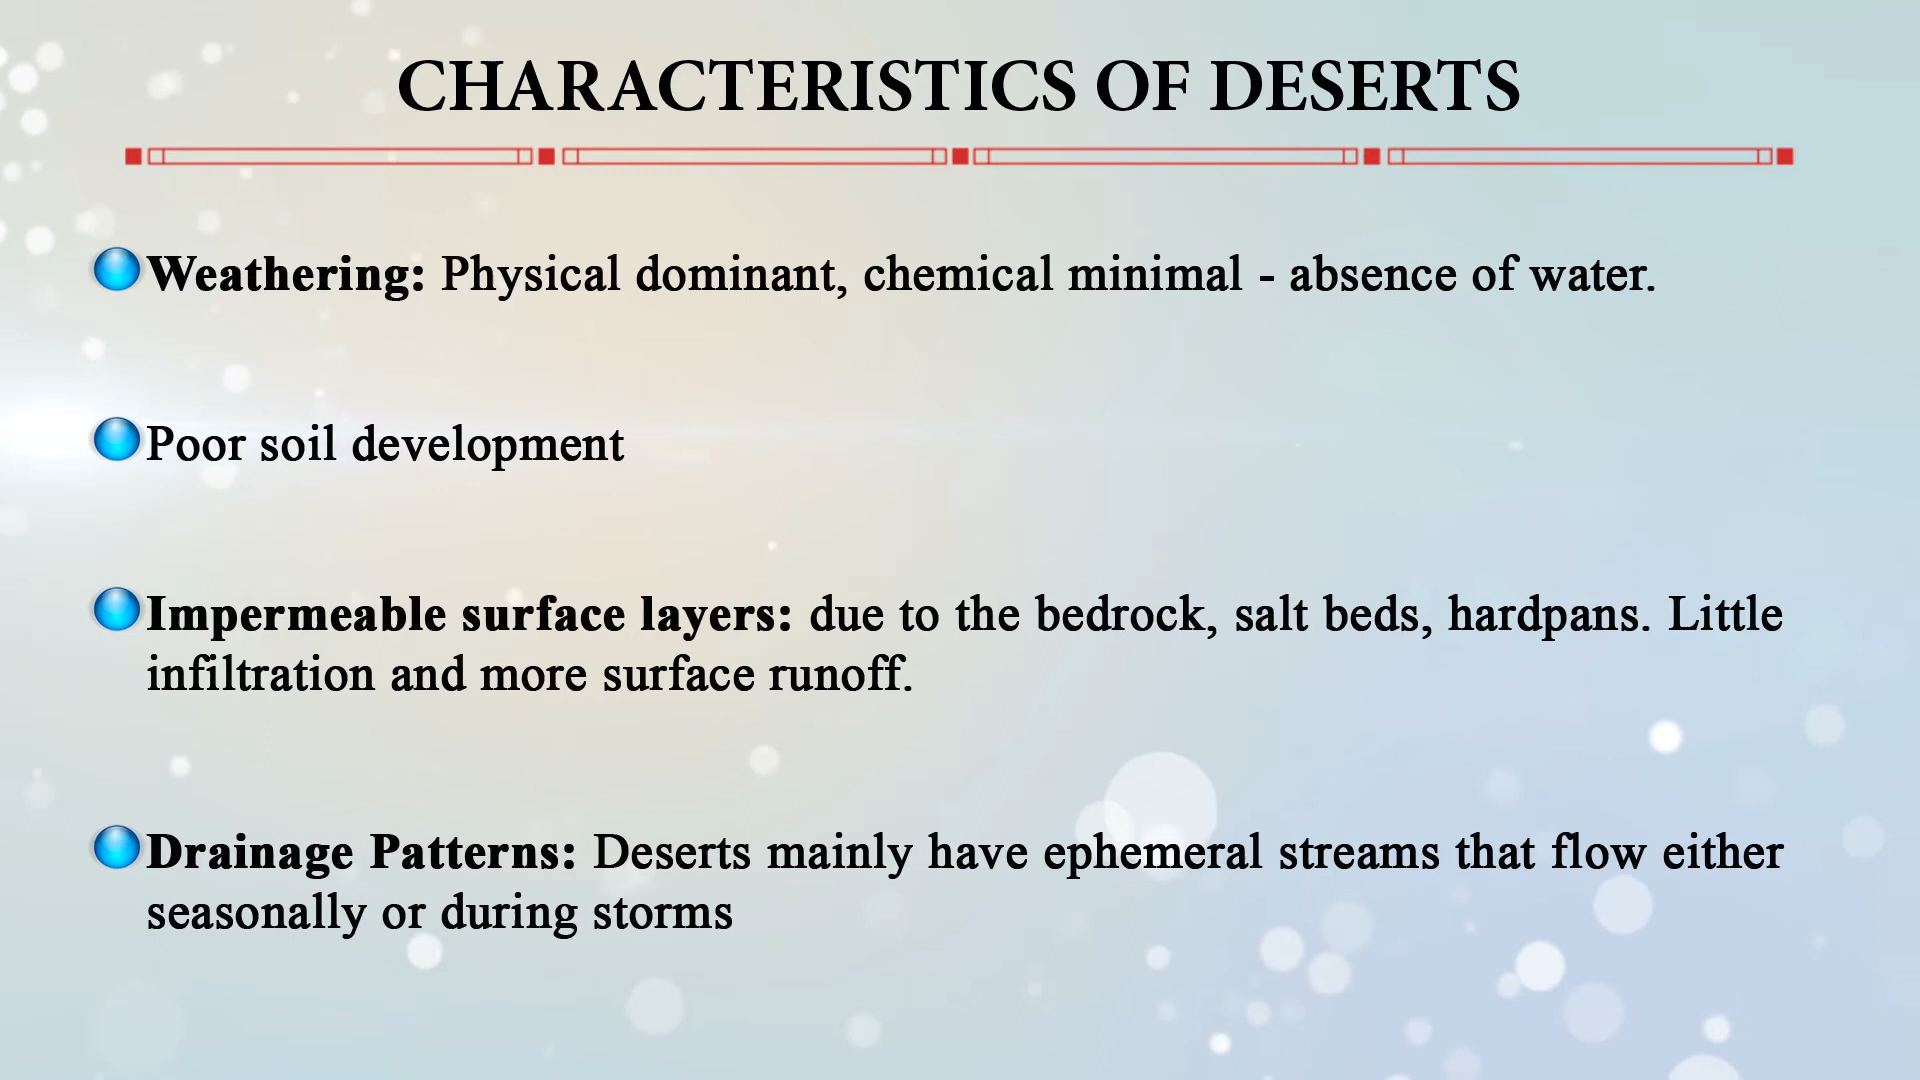 CHARACTERISTICS OF DESERTS
Weathering: Physical dominant, chemical minimal - absence of water.
Poor soil development
Impermeable surface layers: due to the bedrock, salt beds, hardpans. Little
infiltration and more surface runoff.
Drainage Patterns: Deserts mainly have ephemeral streams that flow either
seasonally or during storms